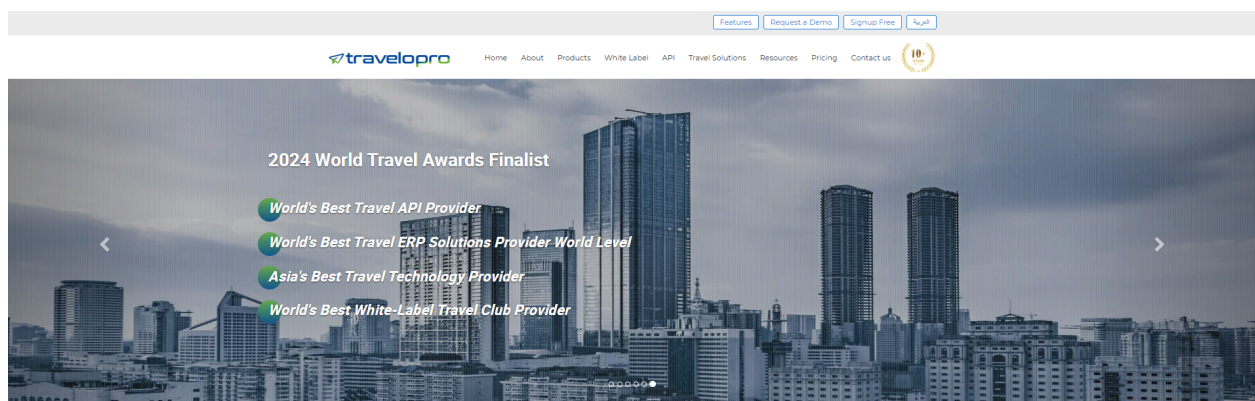 Features
Request a Demo
Signup Free
العربية
travelopro
Home
About
Products
White Label
API
Travel Solutions
Resources
Pricing
Contact us
10+
2024 World Travel Awards Finalist
World's Best Travel API Provider
World's Best Travel ERP Solutions Provider World Level
Asia's Best Travel Technology Provider
World's Best White-Label Travel Club Provider